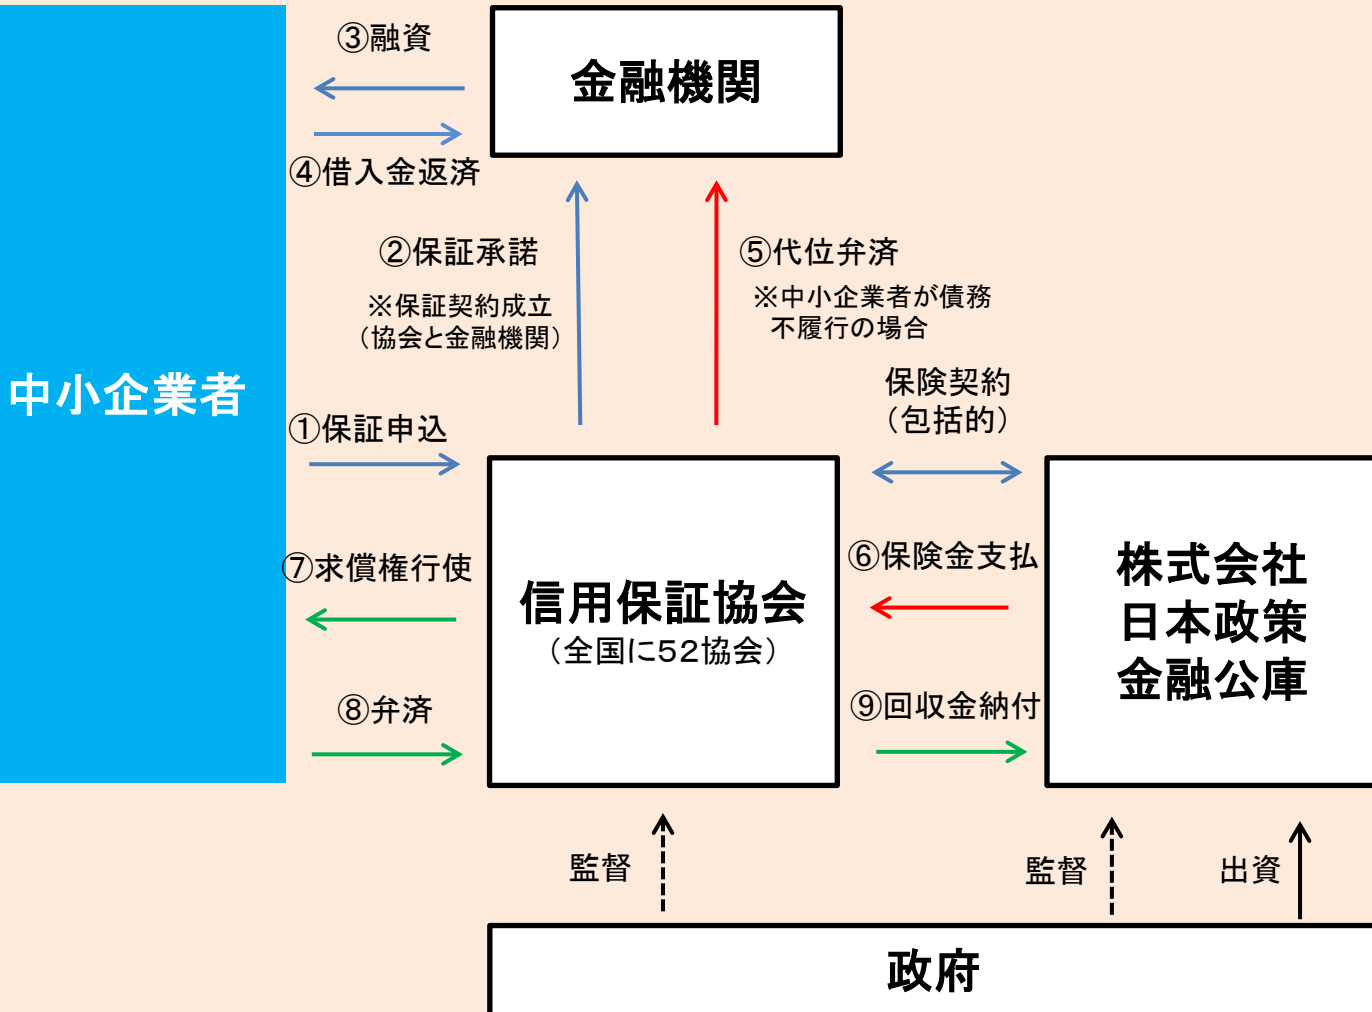 ③融資
金融機関
④借入金返済
②保証承諾
※保証契約成立
（協会と金融機関）
⑤代位弁済
※中小企業者が債務
不履行の場合
中小企業者
保険契約
（包括的）
①保証申込
⑦求償権行使
信用保証協会
（全国に５２協会）
⑥保険金支払
株式会社
日本政策
金融公庫
⑧弁済
⑨回収金納付
監督
監督
出資
政府